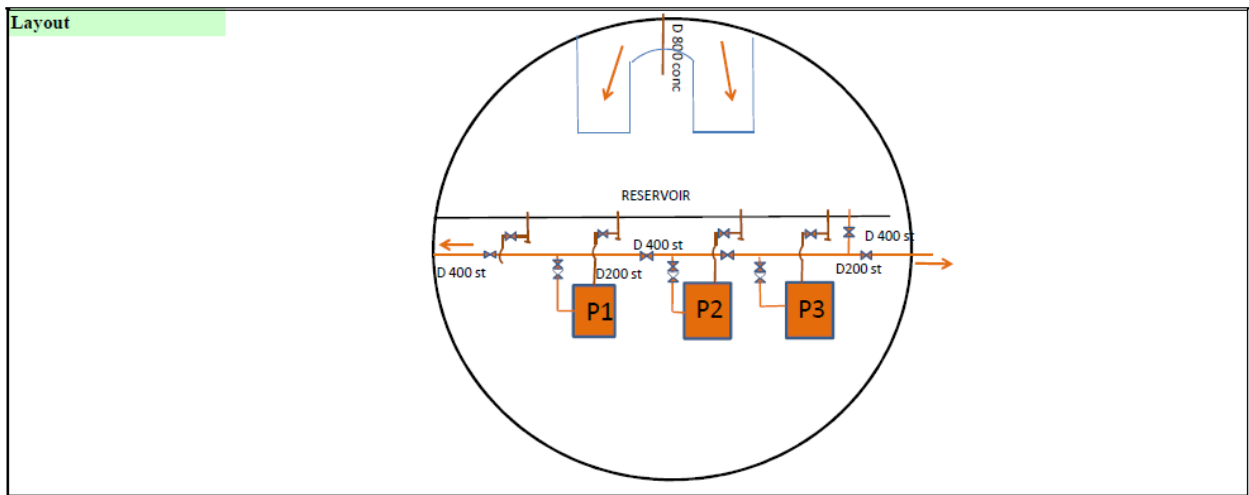 Layout
D 800 conc
RESERVOIR
D 400 st
D 400 st
D 400 st
D200 st
D200 st
P1
P2
P3